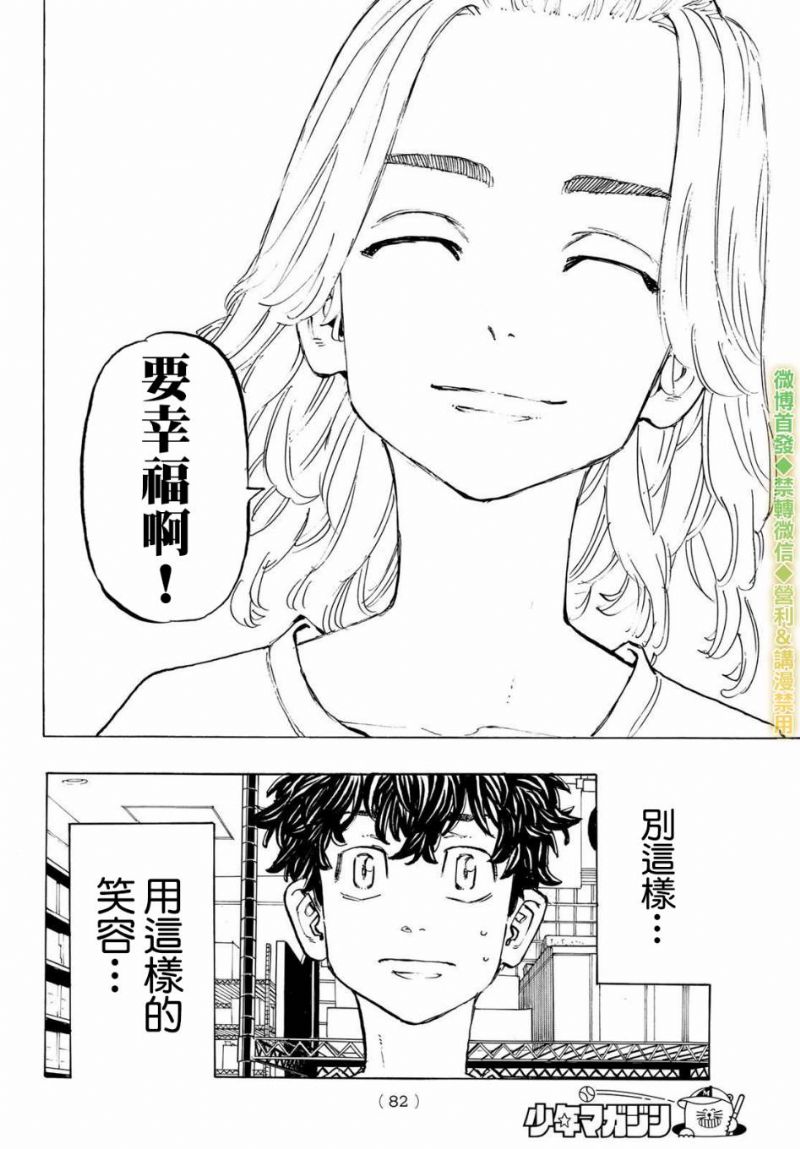 要幸福啊！
別這樣…
用這樣的
笑容…
微博首發◆禁轉微信◆營利&講漫禁用
（82）
少年マガジン